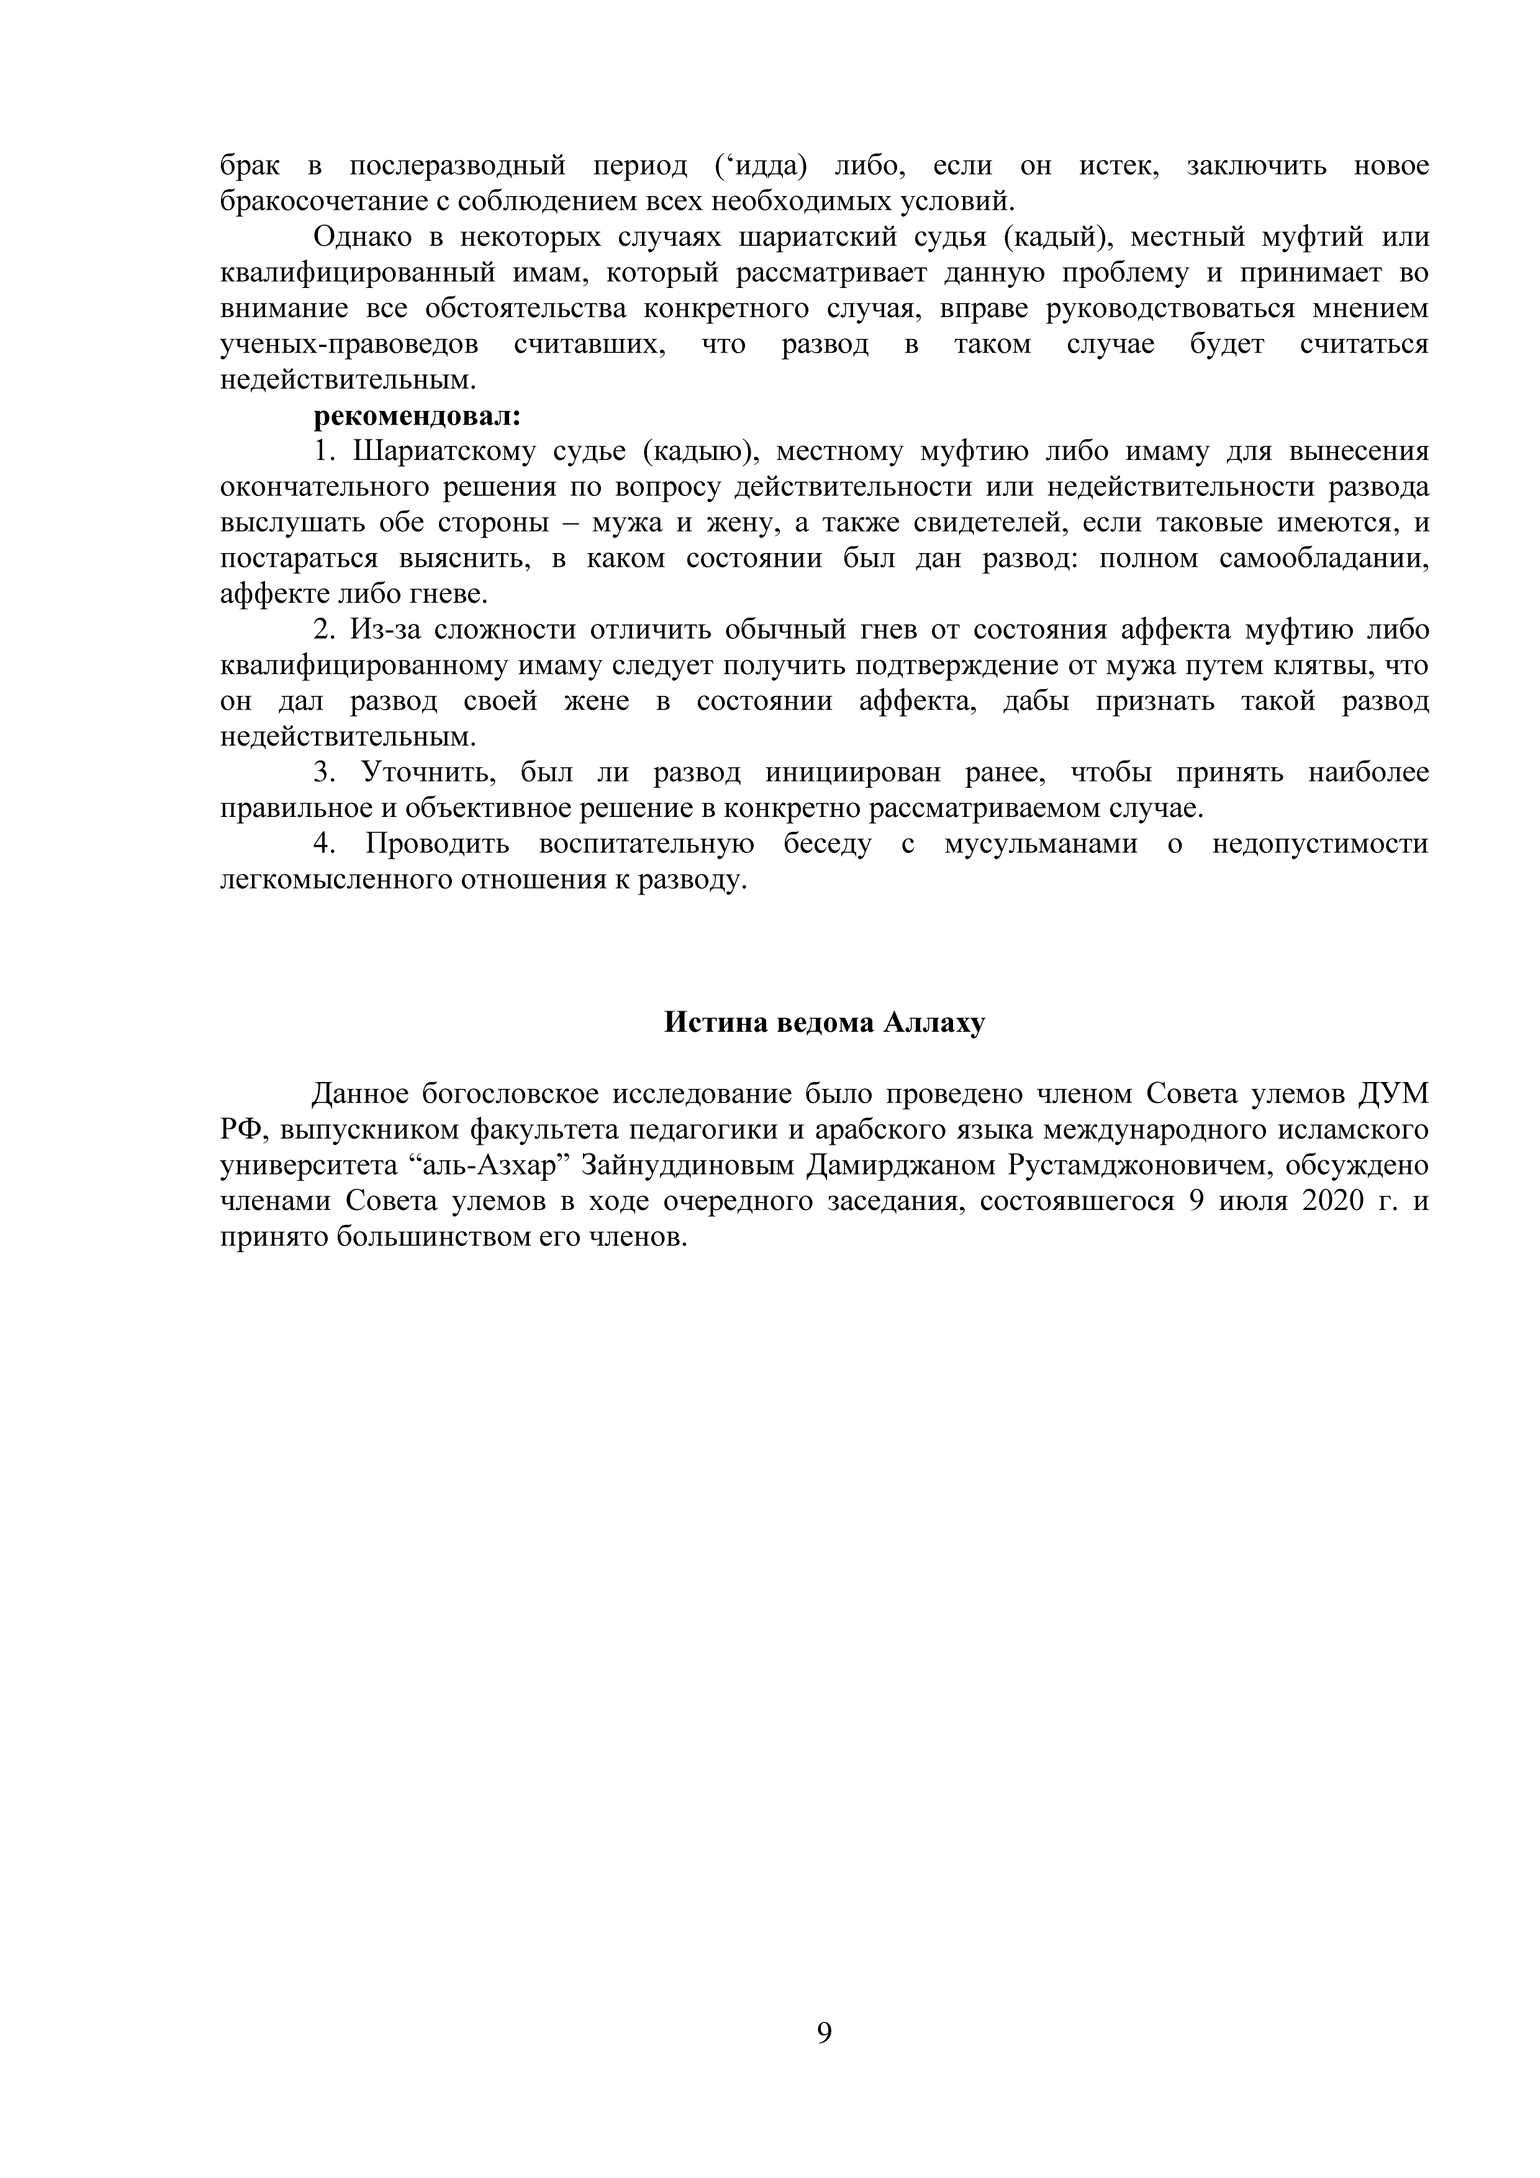 брак в послеразводный период (‘идда) либо, если он истек, заключить новое
бракосочетание с соблюдением всех необходимых условий.
Однако в некоторых случаях шариатский судья (кадый), местный муфтий или
квалифицированный имам, который рассматривает данную проблему и принимает во
внимание все обстоятельства конкретного случая, вправе руководствоваться мнением
ученых-правоведов считавших, что развод в таком случае будет считаться
недействительным.
рекомендовал:
1. Шариатскому судье (кадыю), местному муфтию либо имаму для вынесения
окончательного решения по вопросу действительности или недействительности развода
выслушать обе стороны – мужа и жену, а также свидетелей, если таковые имеются, и
постараться выяснить, в каком состоянии был дан развод: полном самообладании,
аффекте либо гневе.
2. Из-за сложности отличить обычный гнев от состояния аффекта муфтию либо
квалифицированному имаму следует получить подтверждение от мужа путем клятвы, что
он дал развод своей жене в состоянии аффекта, дабы признать такой развод
недействительным.
3. Уточнить, был ли развод инициирован ранее, чтобы принять наиболее
правильное и объективное решение в конкретно рассматриваемом случае.
4. Проводить воспитательную беседу с мусульманами о недопустимости
легкомысленного отношения к разводу.
Истина ведома Аллаху
Данное богословское исследование было проведено членом Совета улемов ДУМ
РФ, выпускником факультета педагогики и арабского языка международного исламского
университета “аль-Азхар” Зайнуддиновым Дамирджаном Рустамджоновичем, обсуждено
членами Совета улемов в ходе очередного заседания, состоявшегося 9 июля 2020 г. и
принято большинством его членов.
9